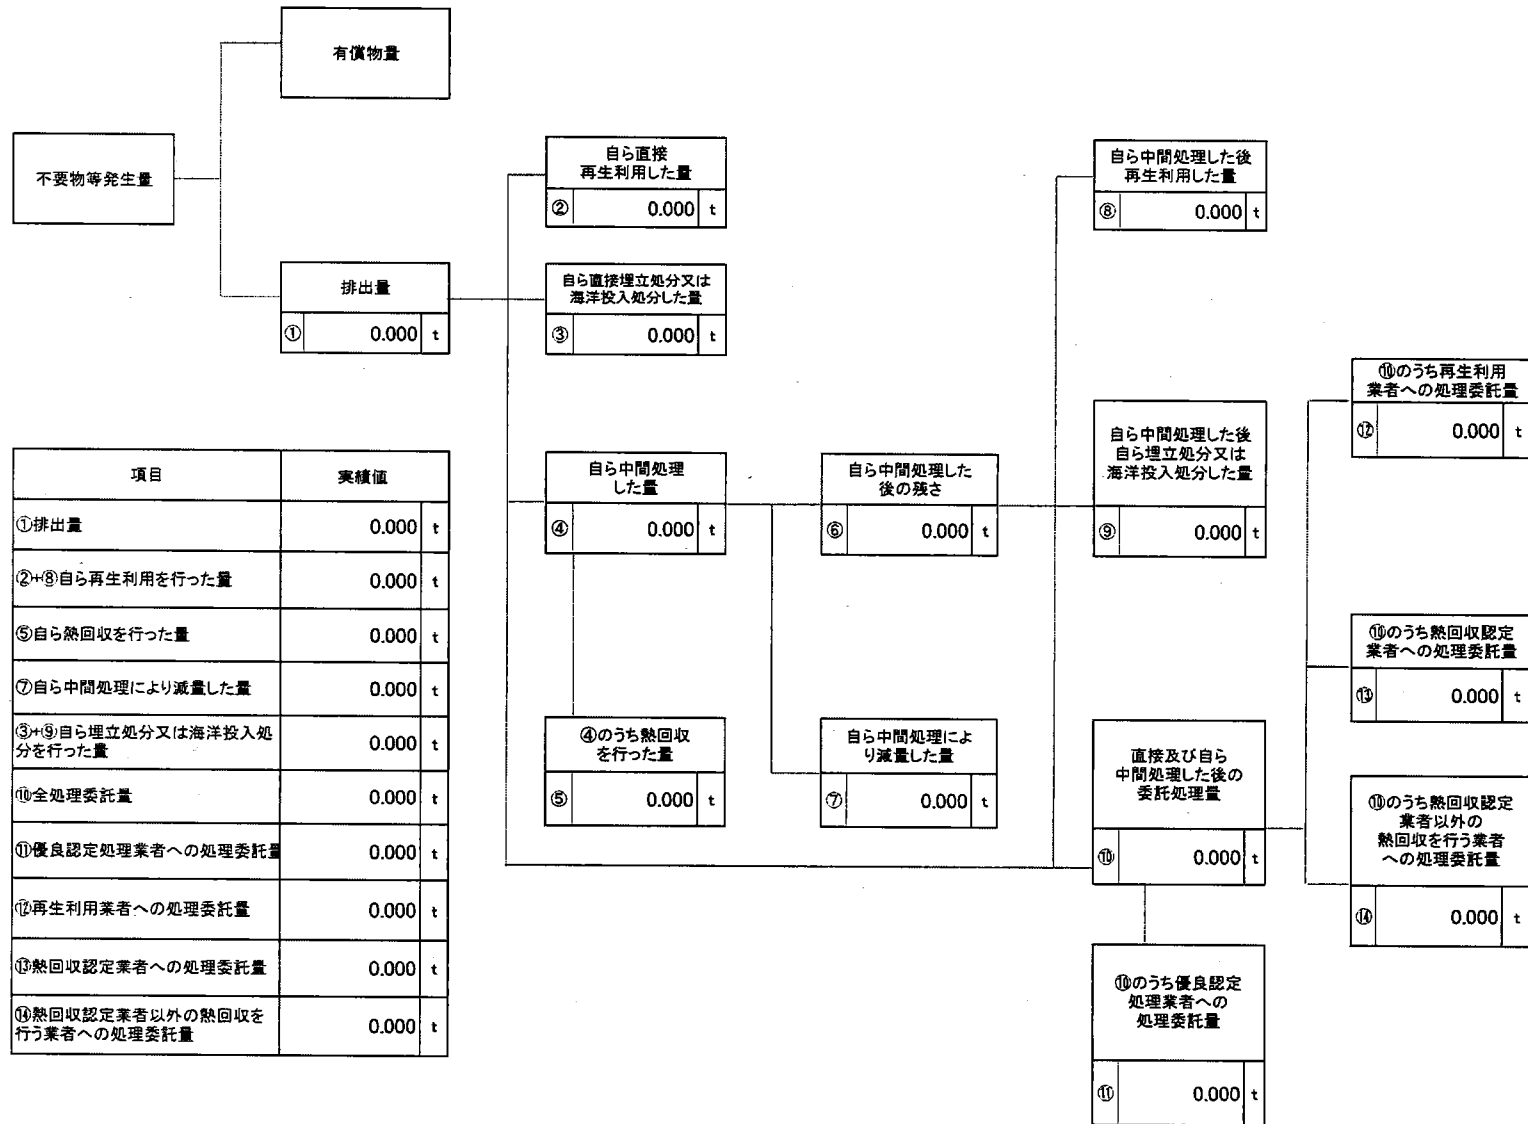 有償物量
不要物等発生量
排出量
① 0.000 t
自ら直接
再生利用した量
② 0.000 t
自ら直接埋立処分又は
海洋投入処分した量
③ 0.000 t
自ら中間処理
した量
④ 0.000 t
④のうち熱回収
を行った量
⑤ 0.000 t
自ら中間処理した
後の残さ
⑥ 0.000 t
自ら中間処理によ
り減量した量
⑦ 0.000 t
自ら中間処理した後
再生利用した量
⑧ 0.000 t
自ら中間処理した後
自ら埋立処分又は
海洋投入処分した量
⑨ 0.000 t
直接及び自ら
中間処理した後の
委託処理量
⑩ 0.000 t
⑩のうち優良認定
処理業者への
処理委託量
⑪ 0.000 t
⑩のうち再生利用
業者への処理委託量
⑫ 0.000 t
⑩のうち熱回収認定
業者への処理委託量
⑬ 0.000 t
⑩のうち熱回収認定
業者以外の
熱回収を行う業者
への処理委託量
⑭ 0.000 t
項目 実績値
①排出量 0.000 t
②+⑧自ら再生利用を行った量 0.000 t
⑤自ら熱回収を行った量 0.000 t
⑦自ら中間処理により減量した量 0.000 t
③+⑨自ら埋立処分又は海洋投入処
分を行った量 0.000 t
⑩全処理委託量 0.000 t
⑪優良認定処理業者への処理委託量 0.000 t
⑫再生利用業者への処理委託量 0.000 t
⑬熱回収認定業者への処理委託量 0.000 t
⑭熱回収認定業者以外の熱回収を
行う業者への処理委託量 0.000 t